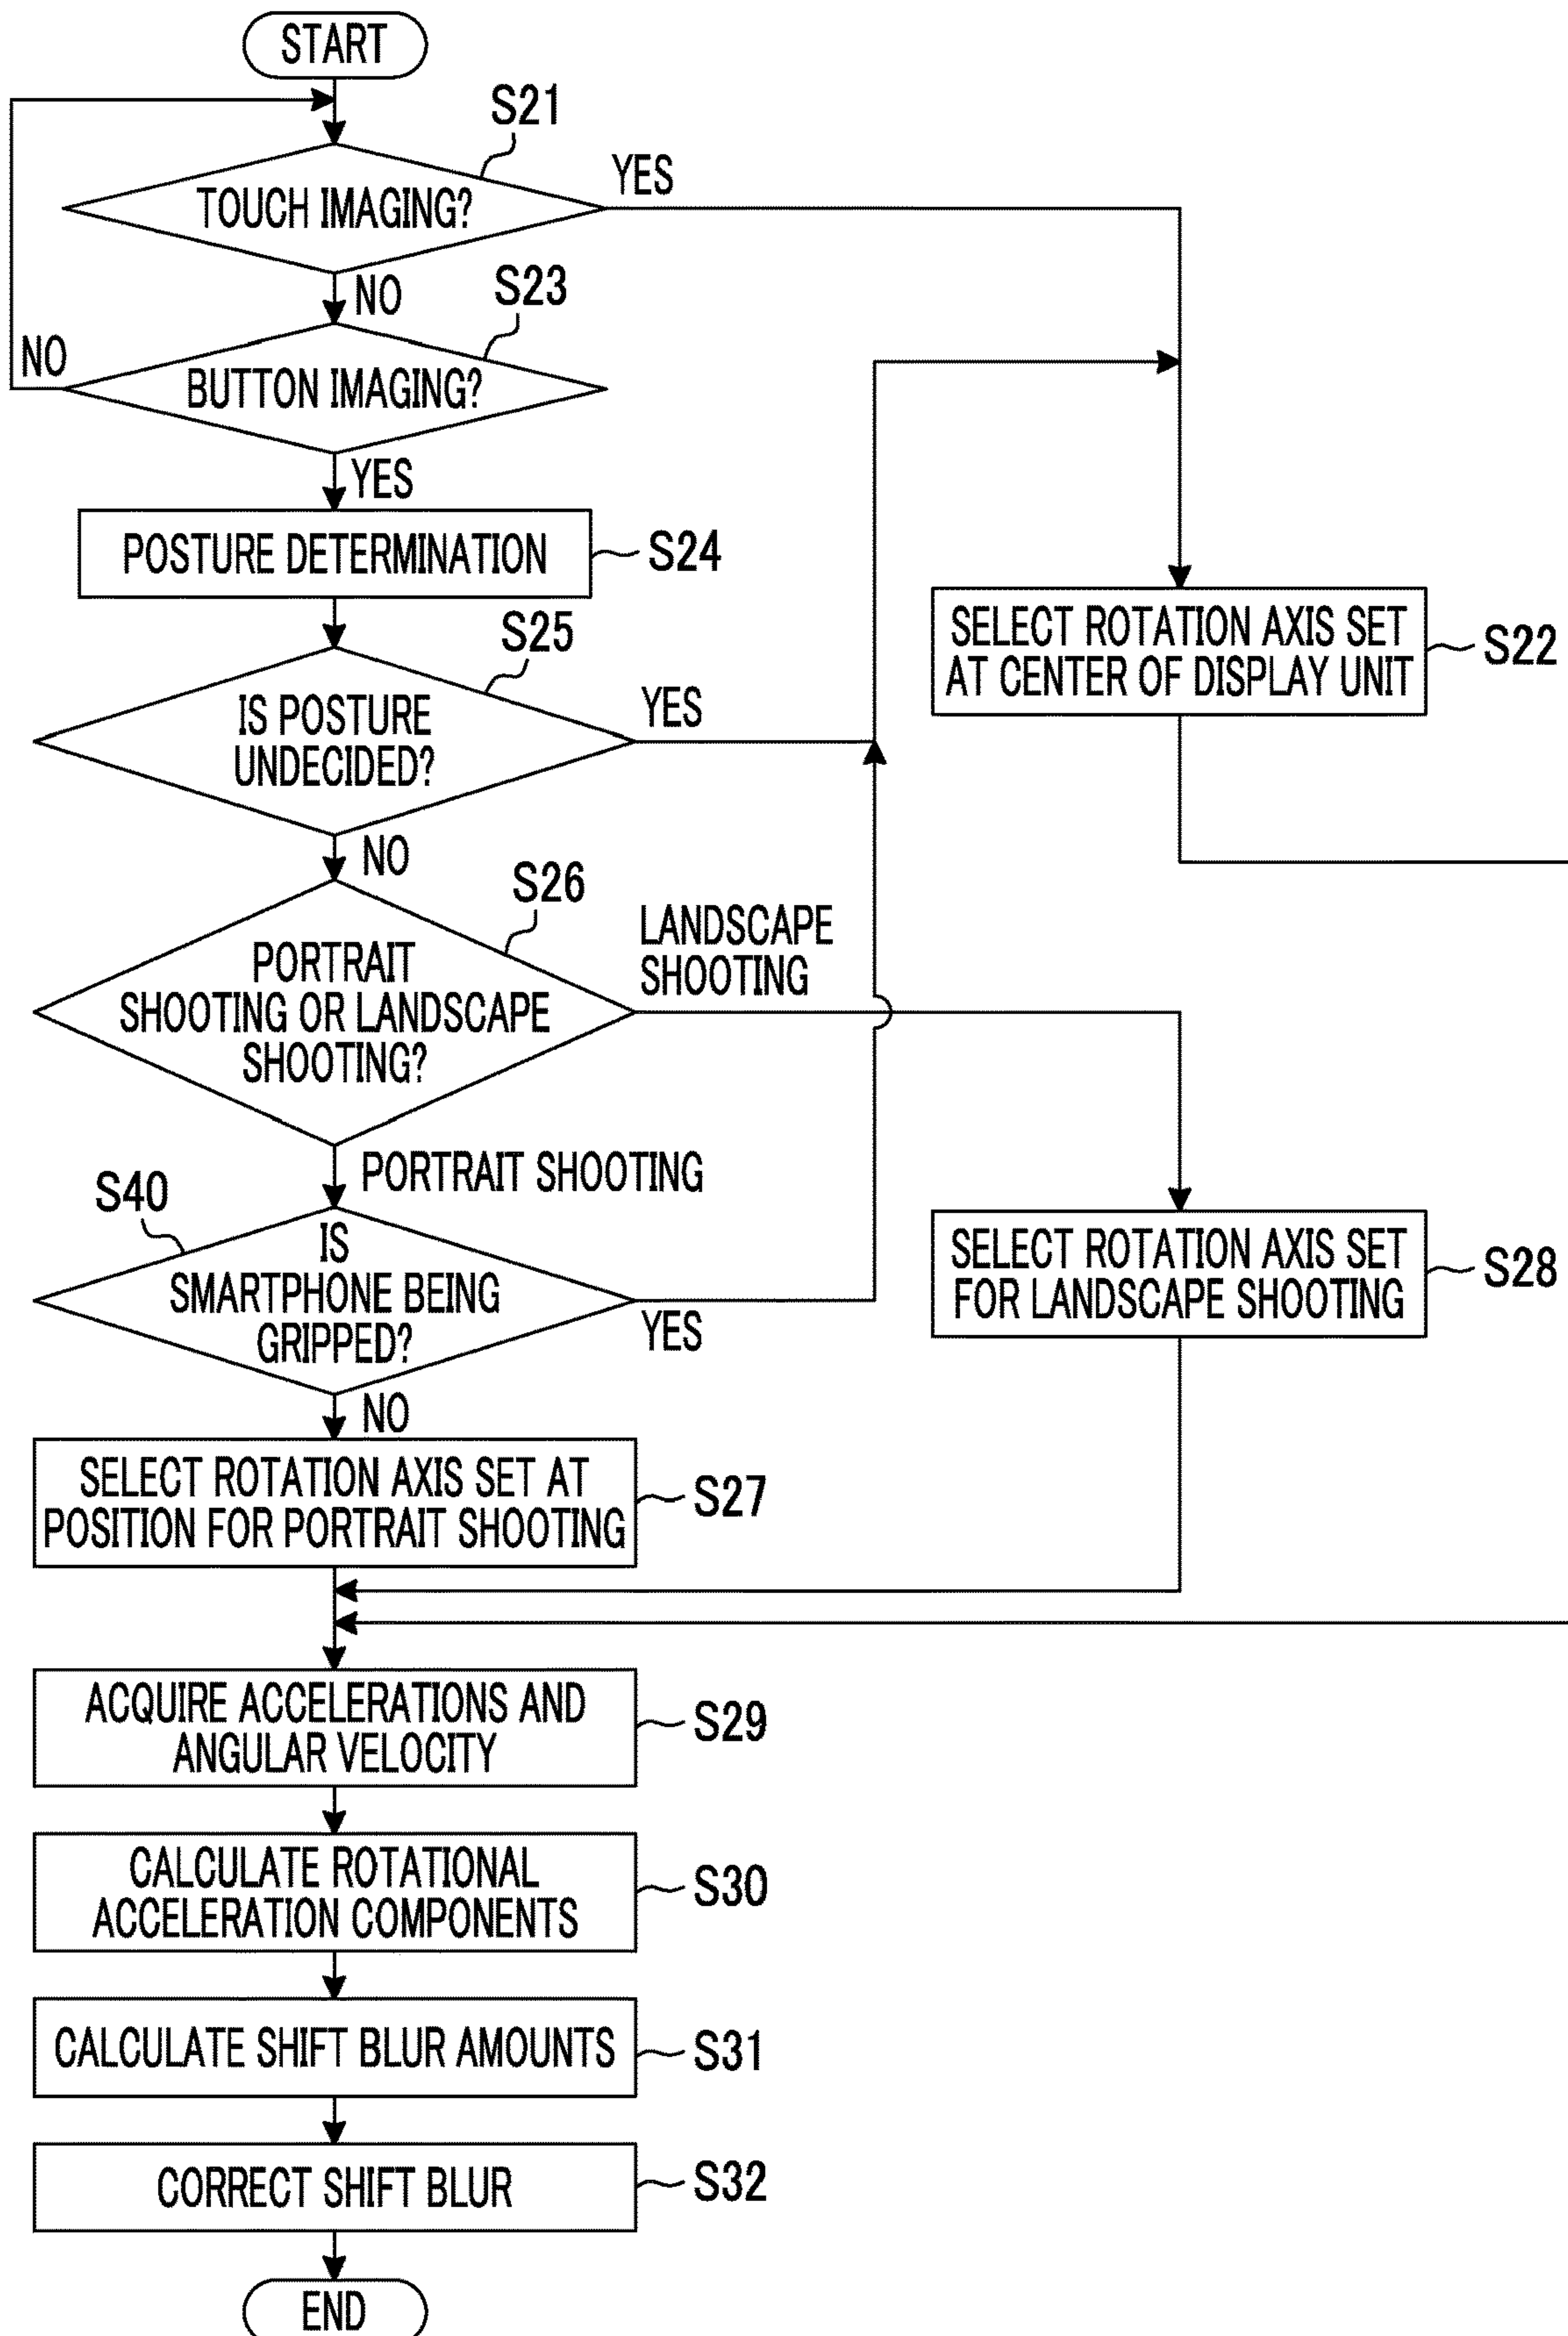 START
S21
TOUCH IMAGING?
YES
NO
S23
BUTTON IMAGING?
NO
YES
POSTURE DETERMINATION
S24
S25
IS POSTURE
UNDECIDED?
YES
NO
SELECT ROTATION AXIS SET
AT CENTER OF DISPLAY UNIT
S22
S26
PORTRAIT
SHOOTING OR LANDSCAPE
SHOOTING?
LANDSCAPE
SHOOTING
PORTRAIT SHOOTING
S40
IS
SMARTPHONE BEING
GRIPPED?
YES
NO
SELECT ROTATION AXIS SET
FOR LANDSCAPE SHOOTING
S28
SELECT ROTATION AXIS SET AT
POSITION FOR PORTRAIT SHOOTING
S27
ACQUIRE ACCELERATIONS AND
ANGULAR VELOCITY
S29
CALCULATE ROTATIONAL
ACCELERATION COMPONENTS
S30
CALCULATE SHIFT BLUR AMOUNTS
S31
CORRECT SHIFT BLUR
S32
END